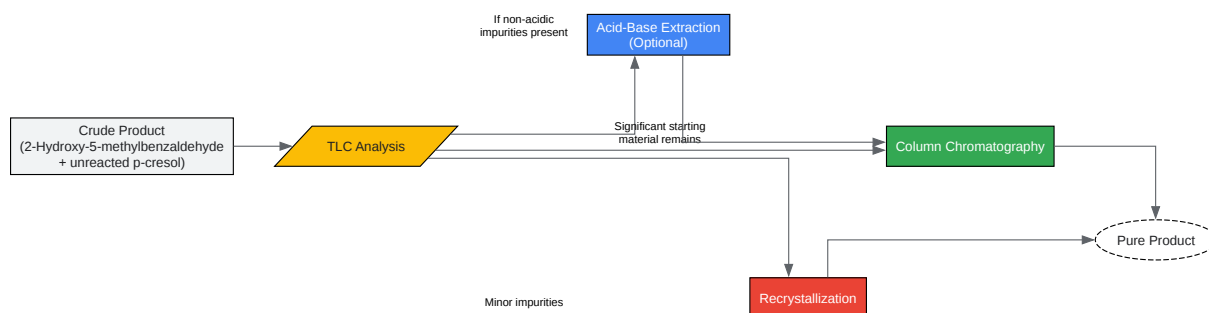 If non-acidic
impurities present
Acid-Base Extraction
(Optional)
Crude Product
(2-Hydroxy-5-methylbenzaldehyde
+ unreacted p-cresol)
TLC Analysis
Significant starting
material remains
Column Chromatography
Pure Product
Minor impurities
Recrystallization